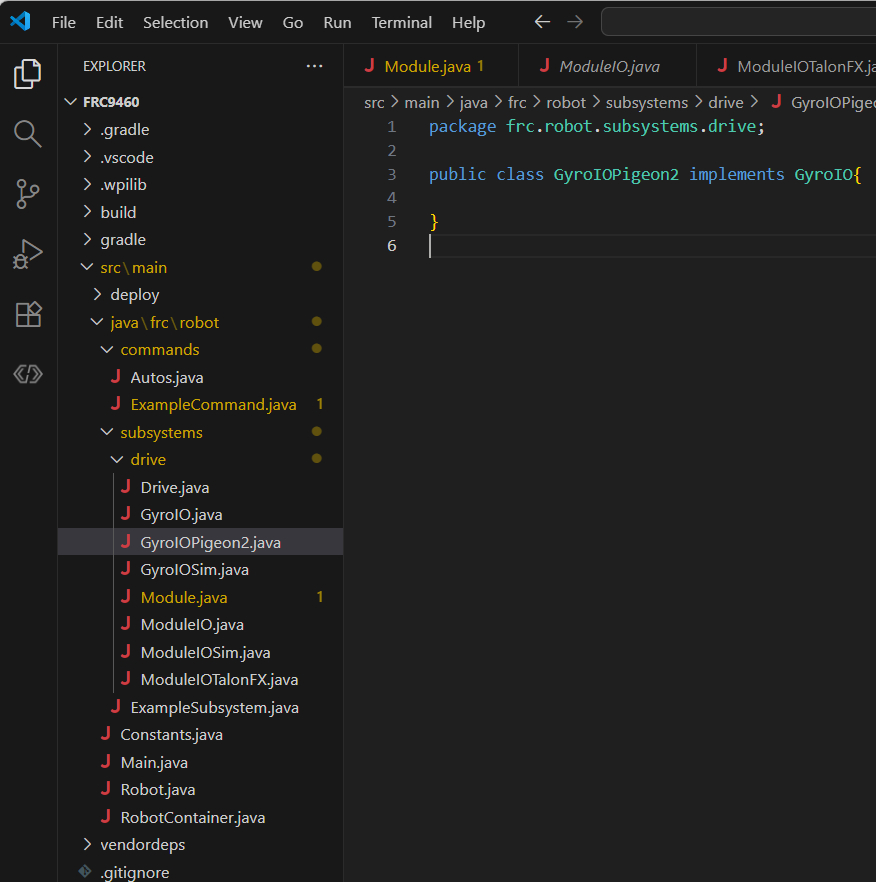 File Edit Selection View Go Run Terminal Help
EXPLORER
FRC9460
.gradle
.vscode
.wpilib
build
gradle
src\main
deploy
java\frc\robot
commands
J Autos.java
J ExampleCommand.java 1
subsystems
drive
J Drive.java
J GyroIO.java
J GyroIOPigeon2.java
J GyroIOSim.java
J Module.java 1
J ModuleIO.java
J ModuleIOSim.java
J ModuleIOTalonFX.java
J ExampleSubsystem.java
J Constants.java
J Main.java
J Robot.java
J RobotContainer.java
vendordeps
.gitignore
J Module.java 1 J ModuleIO.java J ModuleIOTalonFX.ja
src > main > java > frc > robot > subsystems > drive > J GyroIOPigeo
1 package frc.robot.subsystems.drive;
2
3 public class GyroIOPigeon2 implements GyroIO{
4
5 }
6